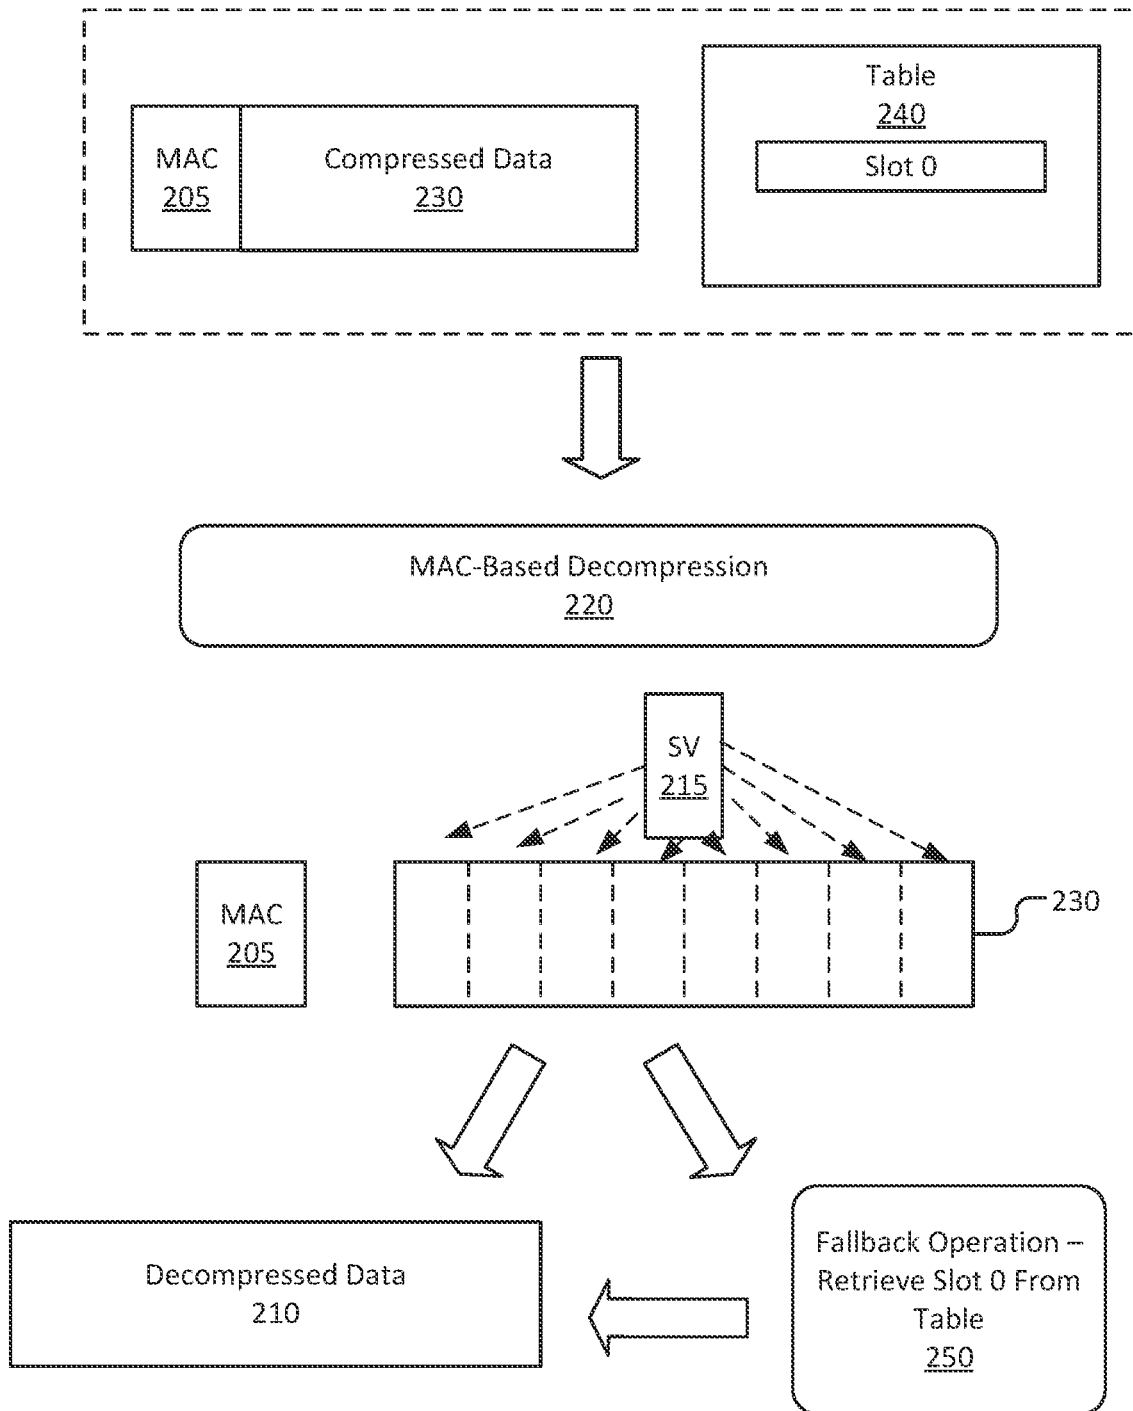 Table
240
Slot 0
MAC
205
Compressed Data
230
MAC-Based Decompression
220
SV
215
MAC
205
230
Decompressed Data
210
Fallback Operation –
Retrieve Slot 0 From
Table
250